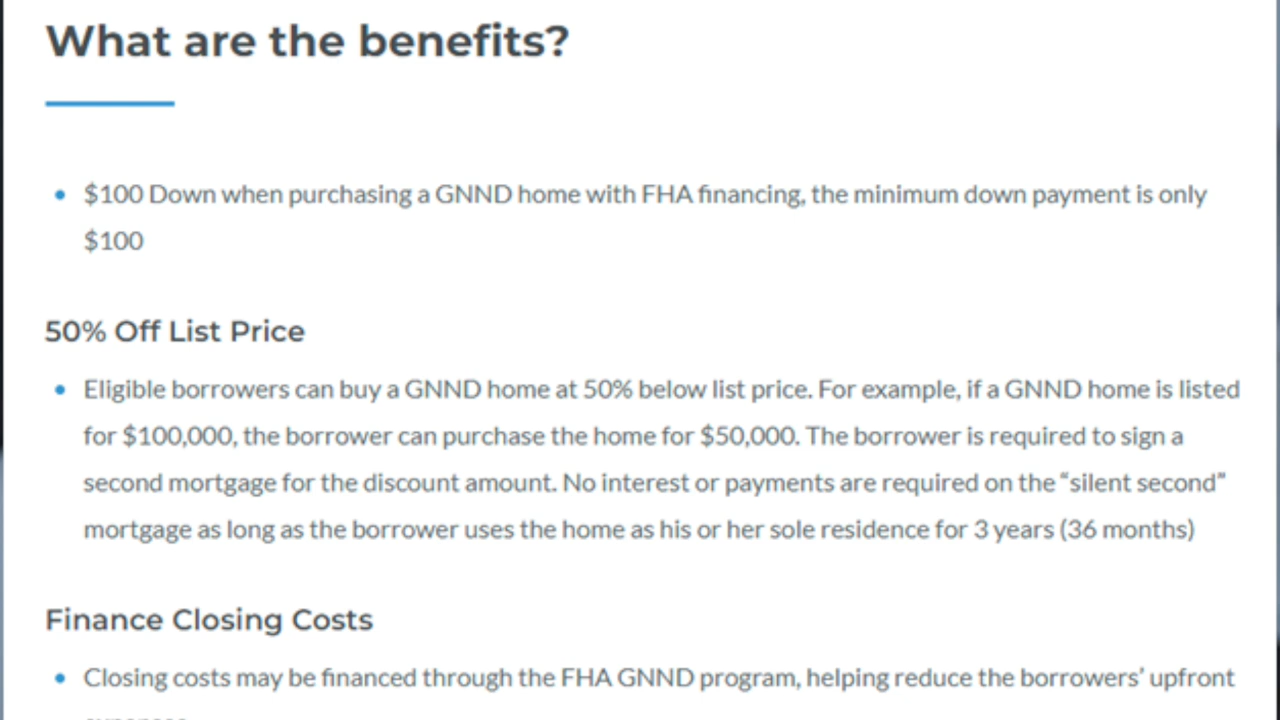 What are the benefits?
$100 Down when purchasing a GNND home with FHA financing, the minimum down payment is only
$100
50% Off List Price
Eligible borrowers can buy a GNND home at 50% below list price. For example, if a GNND home is listed
for $100,000, the borrower can purchase the home for $50,000. The borrower is required to sign a
second mortgage for the discount amount. No interest or payments are required on the “silent second”
mortgage as long as the borrower uses the home as his or her sole residence for 3 years (36 months)
Finance Closing Costs
Closing costs may be financed through the FHA GNND program, helping reduce the borrowers’ upfront